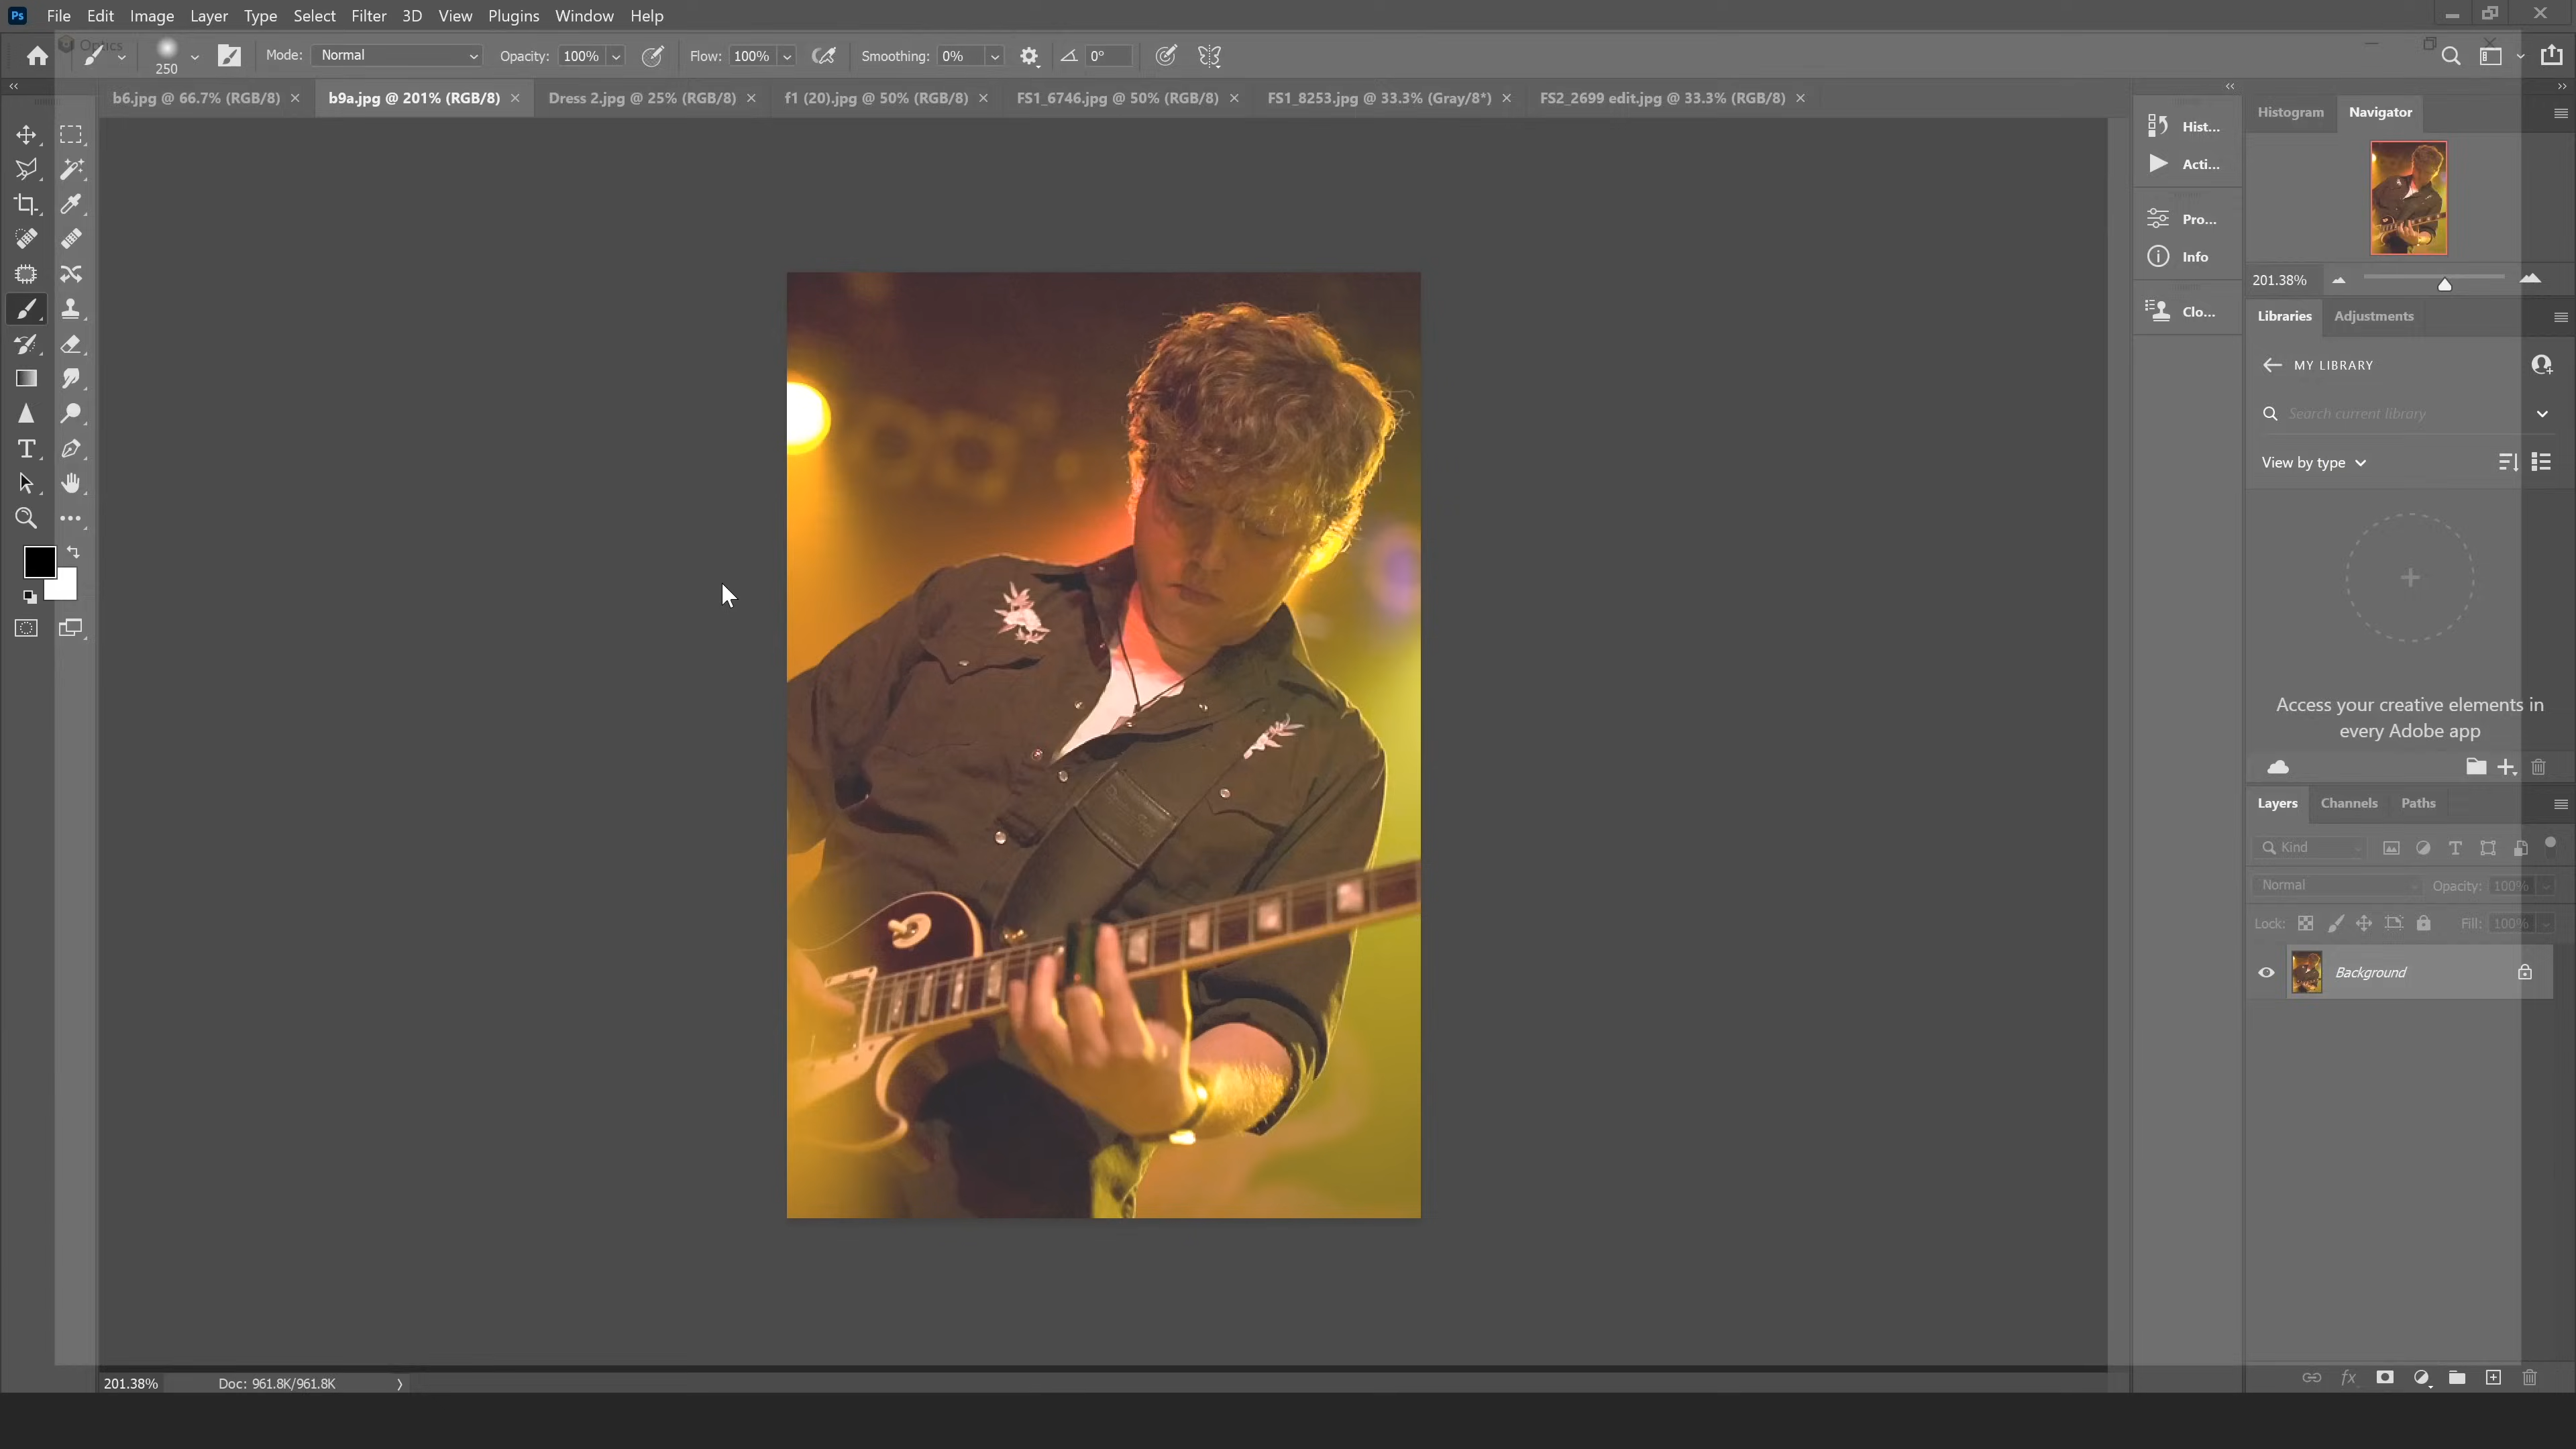 Ps File Edit Image Layer Type Select Filter 3D View Plugins Window Help
Optics
250 Mode: Normal Opacity: 100% Flow: 100% Smoothing: 0% 0°
b6.jpg @ 66.7% (RGB/8) × b9a.jpg @ 201% (RGB/8) × Dress 2.jpg @ 25% (RGB/8) × f1 (20).jpg @ 50% (RGB/8) × FS1_6746.jpg @ 50% (RGB/8) × FS1_8253.jpg @ 33.3% (Gray/8*) × FS2_2699 edit.jpg @ 33.3% (RGB/8) ×
Hist...
Acti...
Pro...
Info
Clo...
Histogram Navigator
201.38%
Libraries Adjustments
MY LIBRARY
Search current library
View by type
Access your creative elements in
every Adobe app
Layers Channels Paths
Kind
Normal Opacity: 100%
Lock: Fill: 100%
Background
fx
201.38% Doc: 961.8K/961.8K